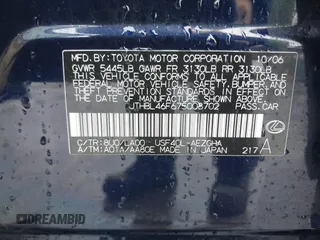 MFD. BY: TOYOTA MOTOR CORPORATION 10/06
GVWR 5445LB GAWR FR 3130LB RR 3130LB
THIS VEHICLE CONFORMS TO ALL APPLICABLE
FEDERAL MOTOR VEHICLE SAFETY, BUMPER, AND
THEFT PREVENTION STANDARDS IN EFFECT ON
THE DATE OF MANUFACTURE SHOWN ABOVE.
JTHBL46F675008702 PASS.CAR
C/TR: 8U0/LA00 USF40L-AEZGHA
A/TM: A01A/AA80E MADE IN JAPAN 217 A
DREAMBID